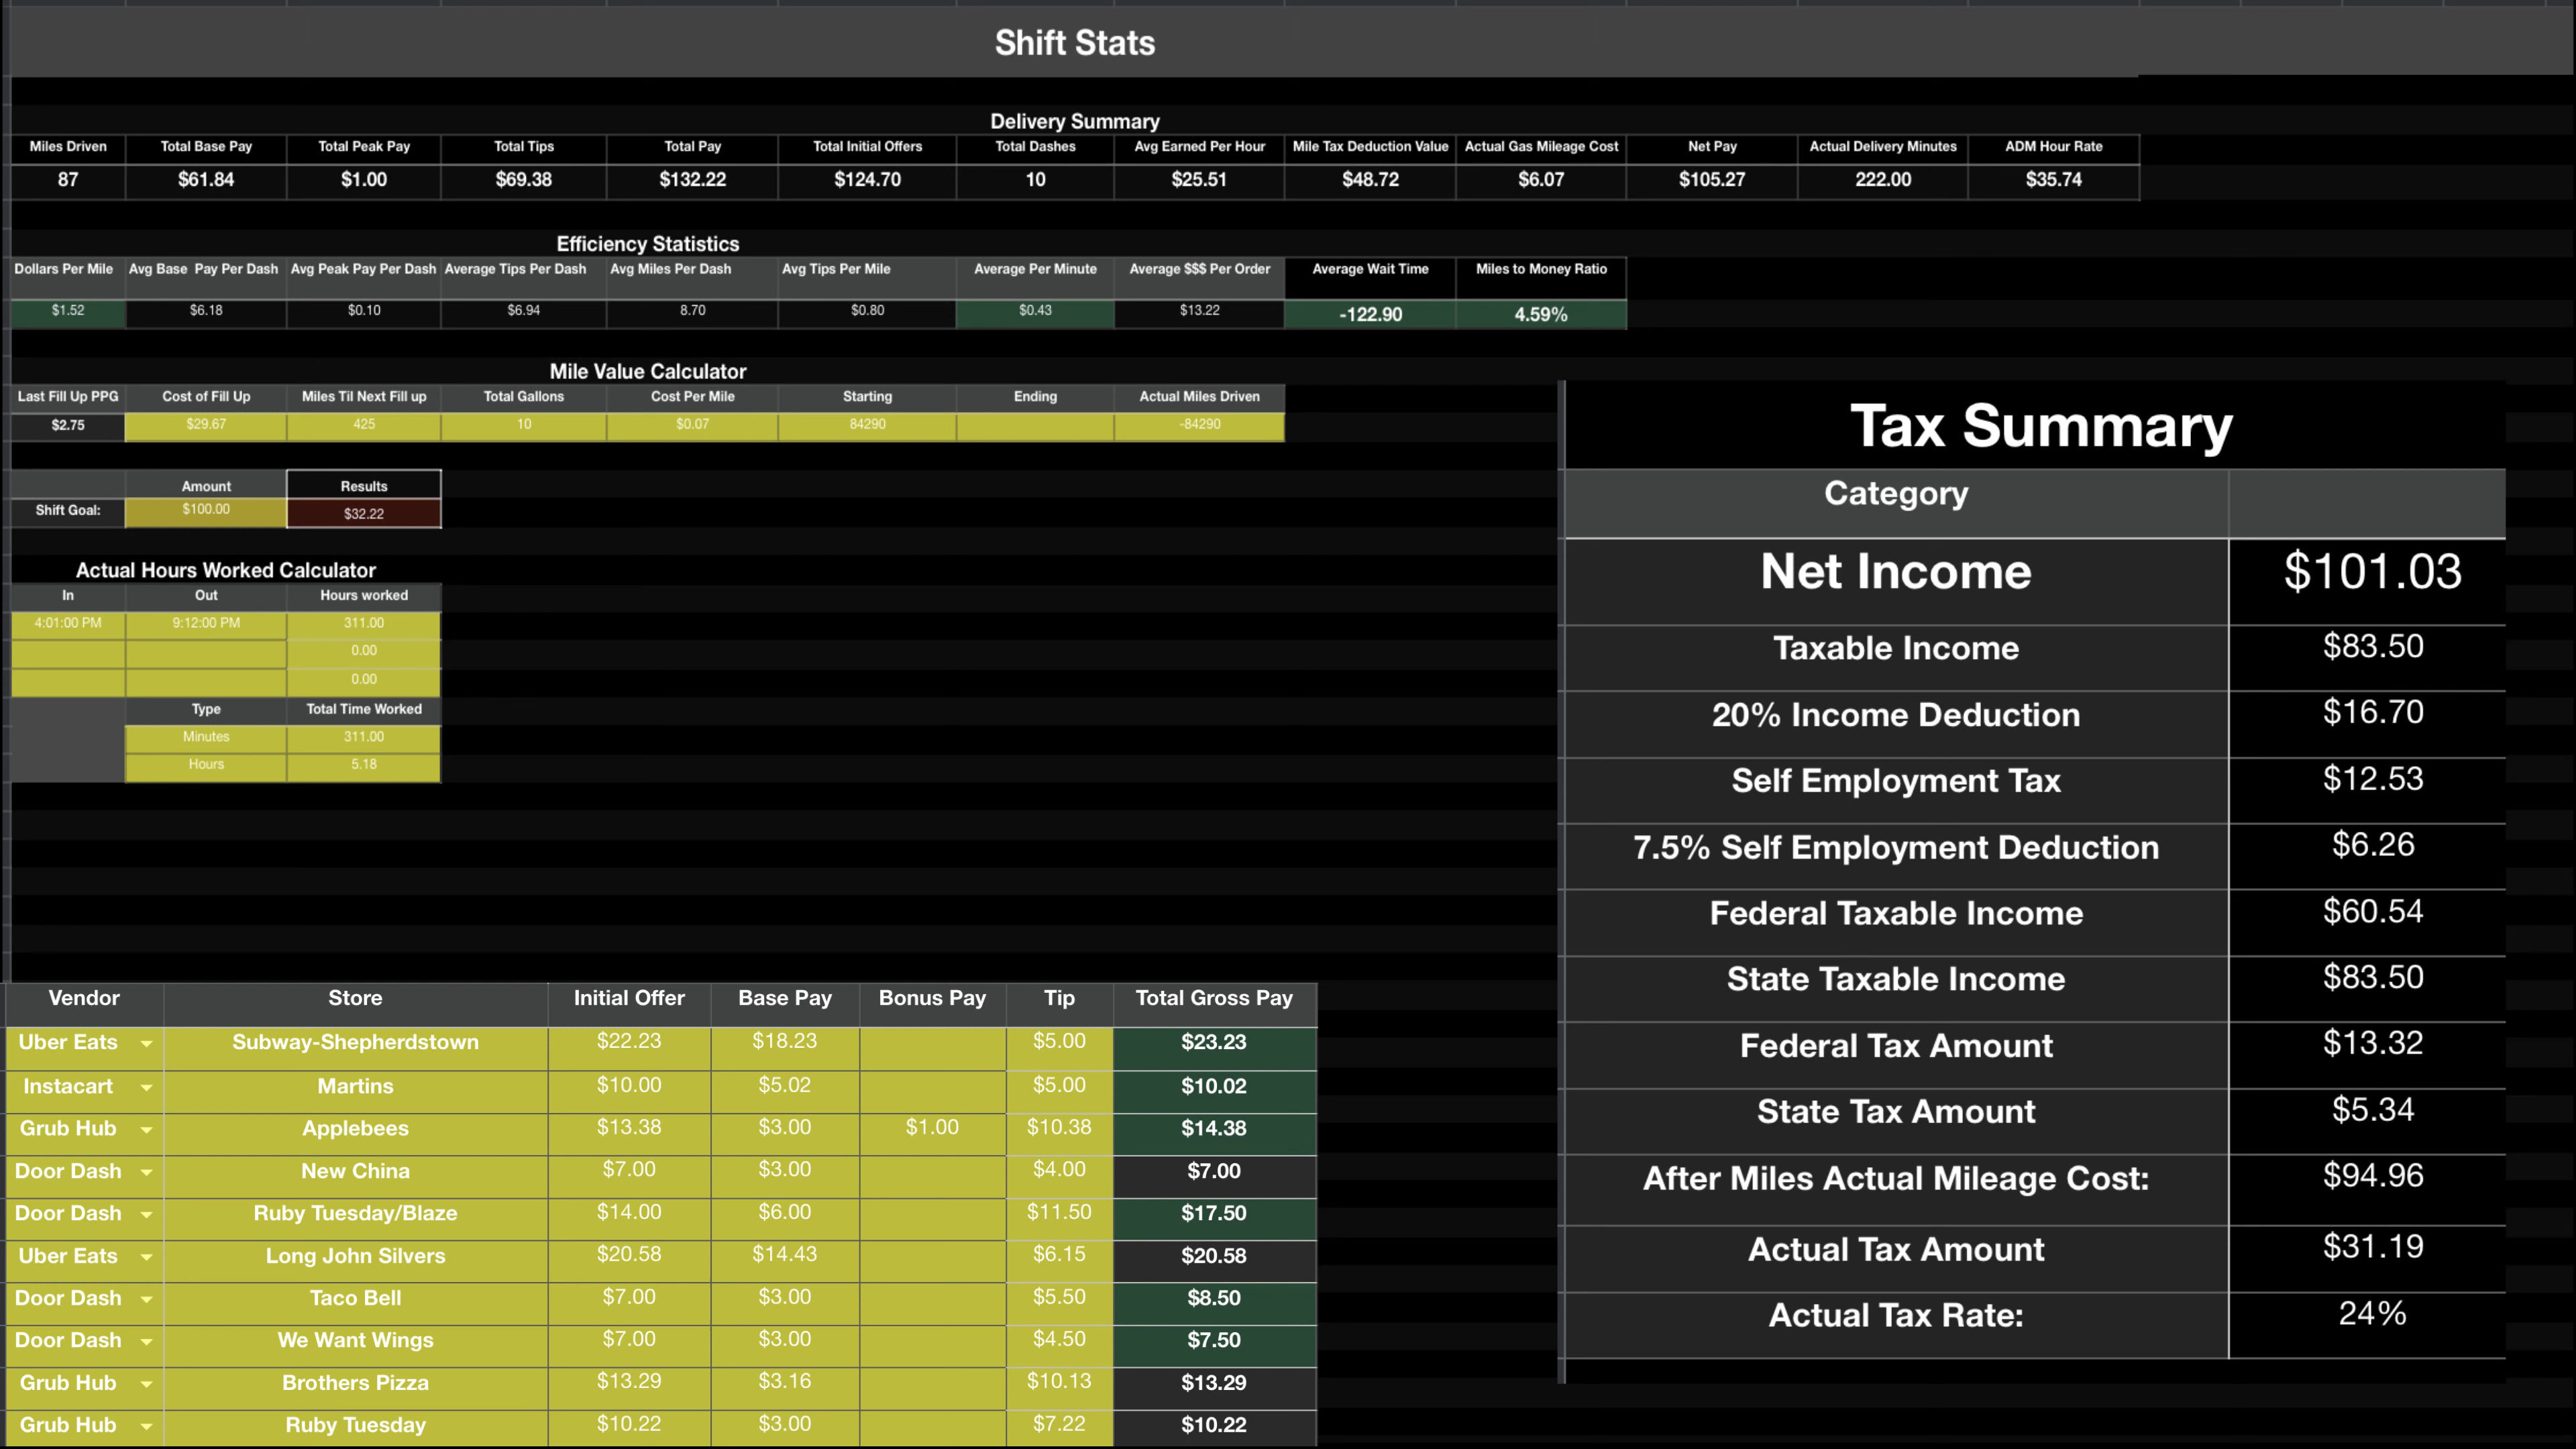 Shift Stats
Delivery Summary
Miles Driven Total Base Pay Total Peak Pay Total Tips Total Pay Total Initial Offers Total Dashes Avg Earned Per Hour Mile Tax Deduction Value Actual Gas Mileage Cost Net Pay Actual Delivery Minutes ADM Hour Rate
87 $61.84 $1.00 $69.38 $132.22 $124.70 10 $25.51 $48.72 $6.07 $105.27 222.00 $35.74
Efficiency Statistics
Dollars Per Mile Avg Base Pay Per Dash Avg Peak Pay Per Dash Average Tips Per Dash Avg Miles Per Dash Avg Tips Per Mile Average Per Minute Average $$$ Per Order Average Wait Time Miles to Money Ratio
$1.52 $6.18 $0.10 $6.94 8.70 $0.80 $0.43 $13.22 -122.90 4.59%
Mile Value Calculator
Last Fill Up PPG Cost of Fill Up Miles Til Next Fill up Total Gallons Cost Per Mile Starting Ending Actual Miles Driven
$2.75 $29.67 425 10 $0.07 84290 -84290
Amount Results
Shift Goal: $100.00 $32.22
Actual Hours Worked Calculator
In Out Hours worked
4:01:00 PM 9:12:00 PM 311.00
0.00
0.00
Type Total Time Worked
Minutes 311.00
Hours 5.18
Tax Summary
Category
Net Income $101.03
Taxable Income $83.50
20% Income Deduction $16.70
Self Employment Tax $12.53
7.5% Self Employment Deduction $6.26
Federal Taxable Income $60.54
State Taxable Income $83.50
Federal Tax Amount $13.32
State Tax Amount $5.34
After Miles Actual Mileage Cost: $94.96
Actual Tax Amount $31.19
Actual Tax Rate: 24%
Vendor Store Initial Offer Base Pay Bonus Pay Tip Total Gross Pay
Uber Eats Subway-Shepherdstown $22.23 $18.23 $5.00 $23.23
Instacart Martins $10.00 $5.02 $5.00 $10.02
Grub Hub Applebees $13.38 $3.00 $1.00 $10.38 $14.38
Door Dash New China $7.00 $3.00 $4.00 $7.00
Door Dash Ruby Tuesday/Blaze $14.00 $6.00 $11.50 $17.50
Uber Eats Long John Silvers $20.58 $14.43 $6.15 $20.58
Door Dash Taco Bell $7.00 $3.00 $5.50 $8.50
Door Dash We Want Wings $7.00 $3.00 $4.50 $7.50
Grub Hub Brothers Pizza $13.29 $3.16 $10.13 $13.29
Grub Hub Ruby Tuesday $10.22 $3.00 $7.22 $10.22